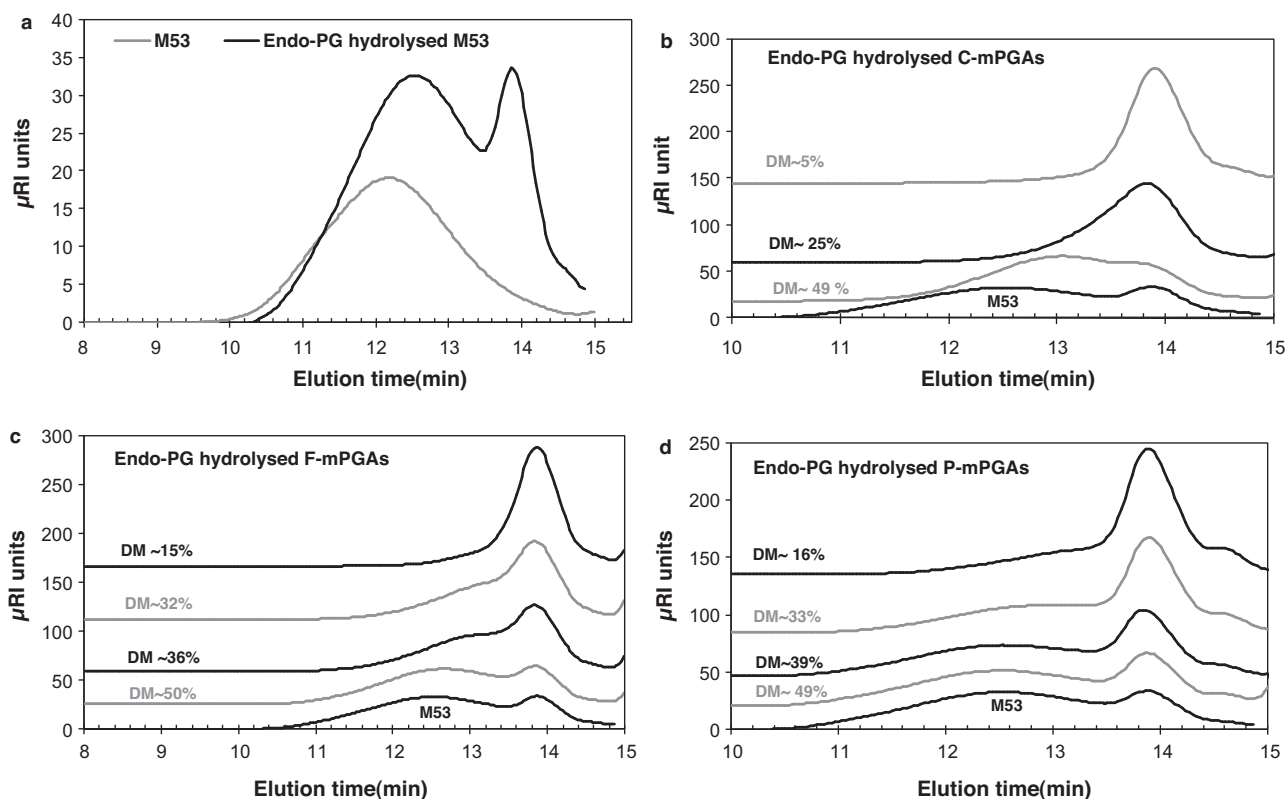 a
40
35
30
25
20
15
10
5
0
µRI units
M53
Endo-PG hydrolysed M53
8 9 10 11 12 13 14 15
Elution time(min)
b
300
250
200
150
100
50
0
µRI unit
Endo-PG hydrolysed C-mPGAs
DM~5%
DM~ 25%
DM~ 49 %
M53
10 11 12 13 14 15
Elution time(min)
c
300
250
200
150
100
50
0
µRI units
Endo-PG hydrolysed F-mPGAs
DM ~15%
DM~32%
DM ~36%
DM~50%
M53
8 9 10 11 12 13 14 15
Elution time(min)
d
250
200
150
100
50
0
µRI units
Endo-PG hydrolysed P-mPGAs
DM~ 16%
DM~33%
DM~39%
DM~ 49%
M53
10 11 12 13 14 15
Elution time(min)